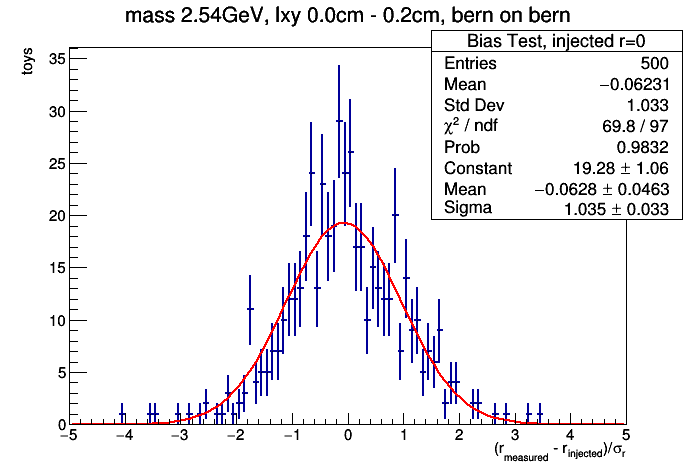 mass 2.54GeV, lxy 0.0cm - 0.2cm, bern on bern
Bias Test, injected r=0
Entries 500
Mean −0.06231
Std Dev 1.033
χ² / ndf 69.8 / 97
Prob 0.9832
Constant 19.28 ± 1.06
Mean −0.0628 ± 0.0463
Sigma 1.035 ± 0.033
toys
35
30
25
20
15
10
5
0
−5 −4 −3 −2 −1 0 1 2 3 4 5
(r_measured - r_injected)/σ_r